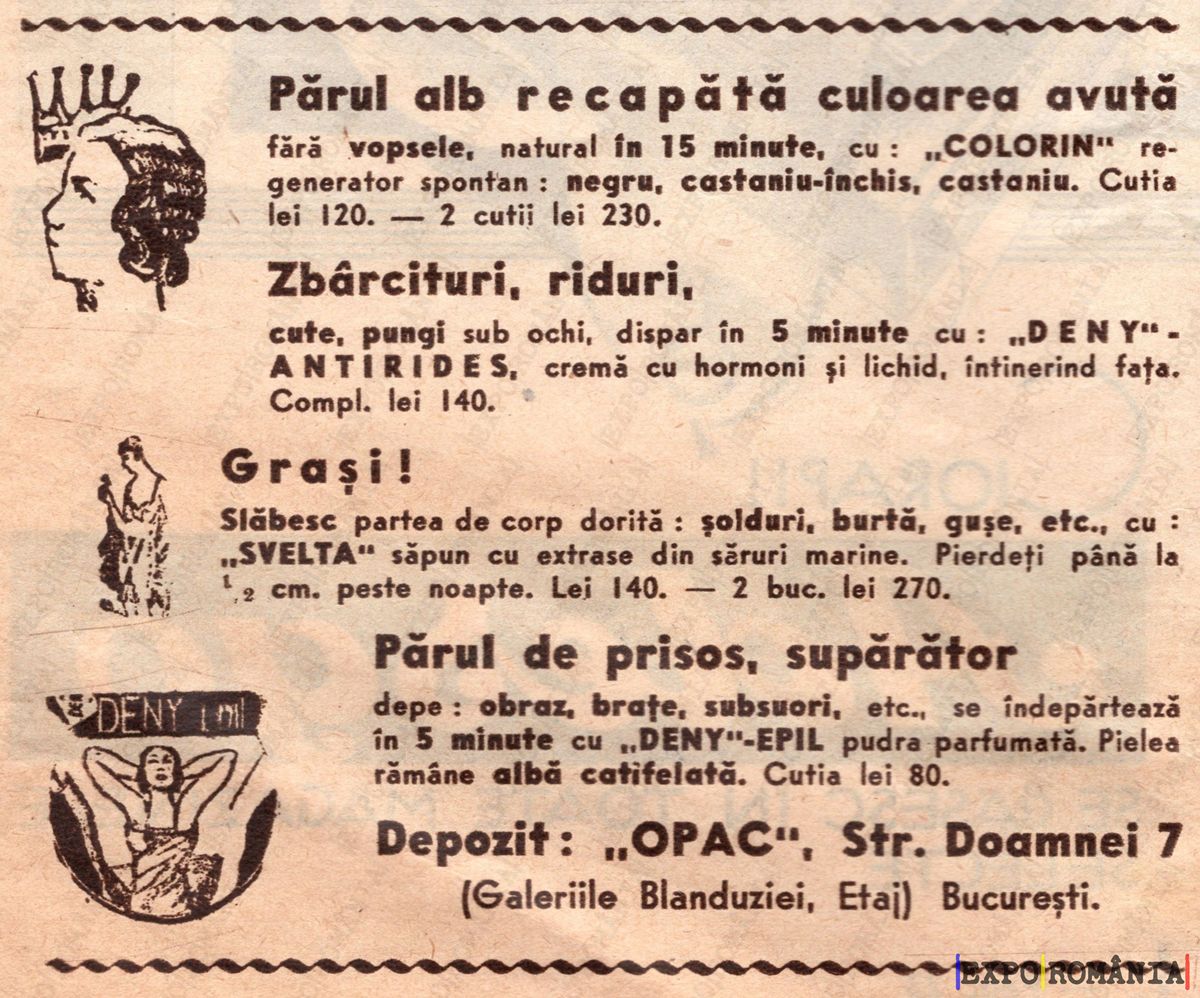 Părul alb recapătă culoarea avută
fără vopsele, natural în 15 minute, cu : „COLORIN“ re-
generator spontan : negru, castaniu-închis, castaniu. Cutia
lei 120. — 2 cutii lei 230.
Zbârcituri, riduri,
cute, pungi sub ochi, dispar în 5 minute cu : „DENY“-
ANTIRIDES, cremă cu hormoni și lichid, întinerind fața.
Compl. lei 140.
Grași!
Slăbesc partea de corp dorită : șolduri, burtă, gușe, etc., cu :
„SVELTA“ săpun cu extrase din săruri marine. Pierdeți până la
1/2 cm. peste noapte. Lei 140. — 2 buc. lei 270.
Părul de prisos, supărător
depe : obraz, brațe, subsuori, etc., se îndepărtează
în 5 minute cu „DENY“-EPIL pudra parfumată. Pielea
rămâne albă catifelată. Cutia lei 80.
DENY
Depozit : „OPAC“, Str. Doamnei 7
(Galeriile Blanduziei, Etaj) București.
EXPO ROMÂNIA